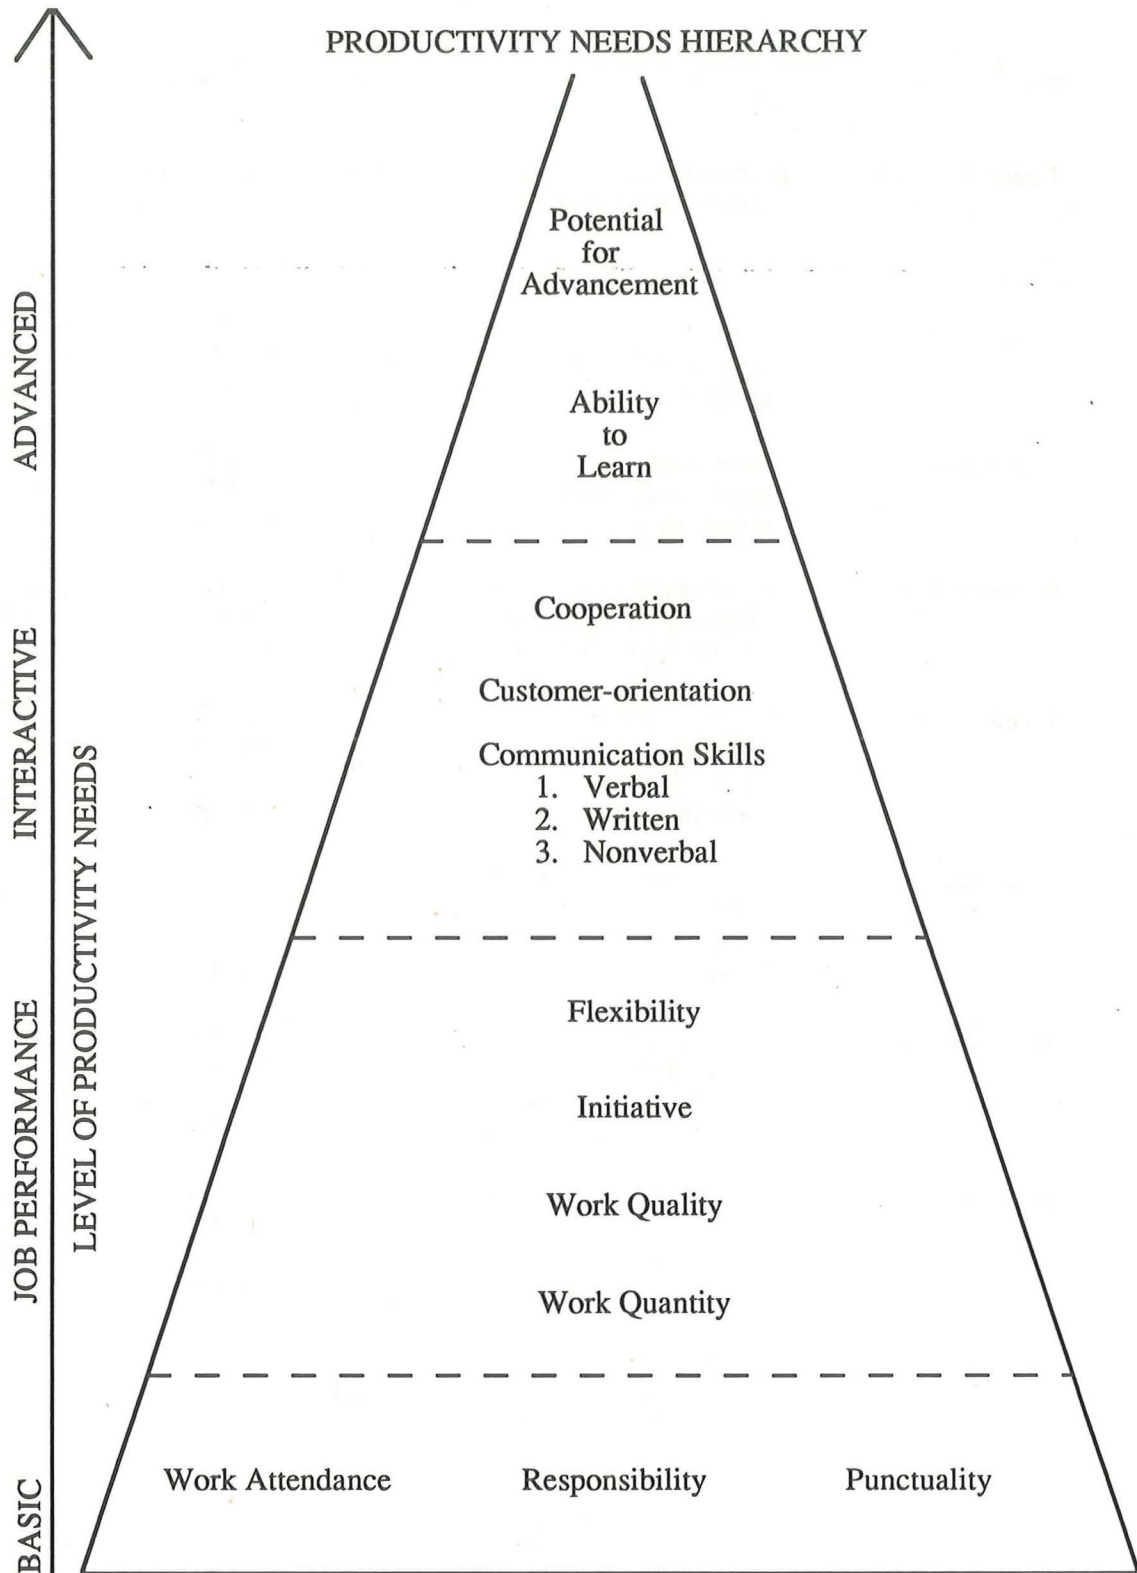 PRODUCTIVITY NEEDS HIERARCHY
Potential
for
Advancement
Ability
to
Learn
Cooperation
Customer-orientation
Communication Skills
1. Verbal
2. Written
3. Nonverbal
Flexibility
Initiative
Work Quality
Work Quantity
Work Attendance Responsibility Punctuality
ADVANCED
INTERACTIVE
JOB PERFORMANCE
BASIC
LEVEL OF PRODUCTIVITY NEEDS